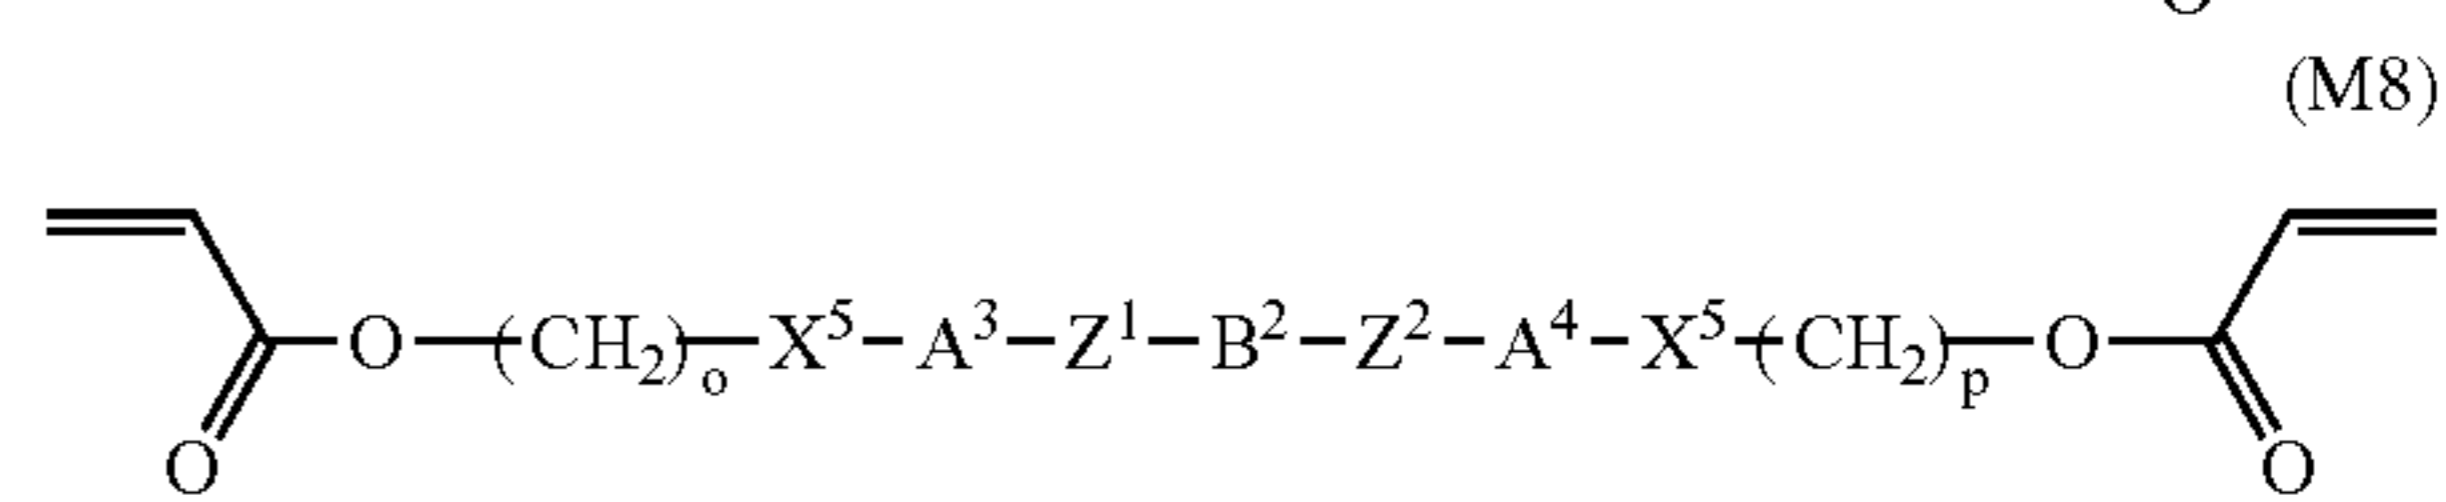 O
(M8)
O—(CH₂)ₒ—X⁵—A³—Z¹—B²—Z²—A⁴—X⁵—(CH₂)ₚ—O
O O